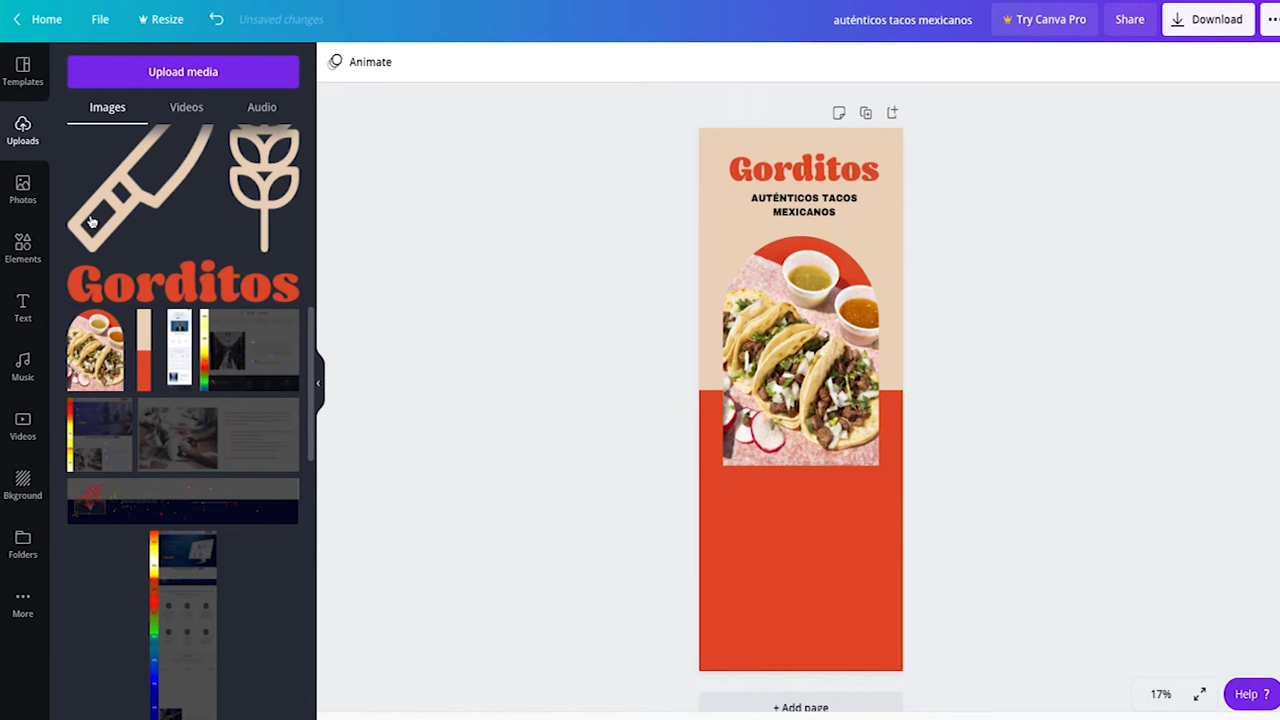 Home
File
Resize
Unsaved changes
auténticos tacos mexicanos
Try Canva Pro
Share
Download
Templates
Uploads
Photos
Elements
Text
Music
Videos
Bkground
Folders
More
Upload media
Images
Videos
Audio
Gorditos
Animate
Gorditos
AUTÉNTICOS TACOS
MEXICANOS
+ Add page
17%
Help ?